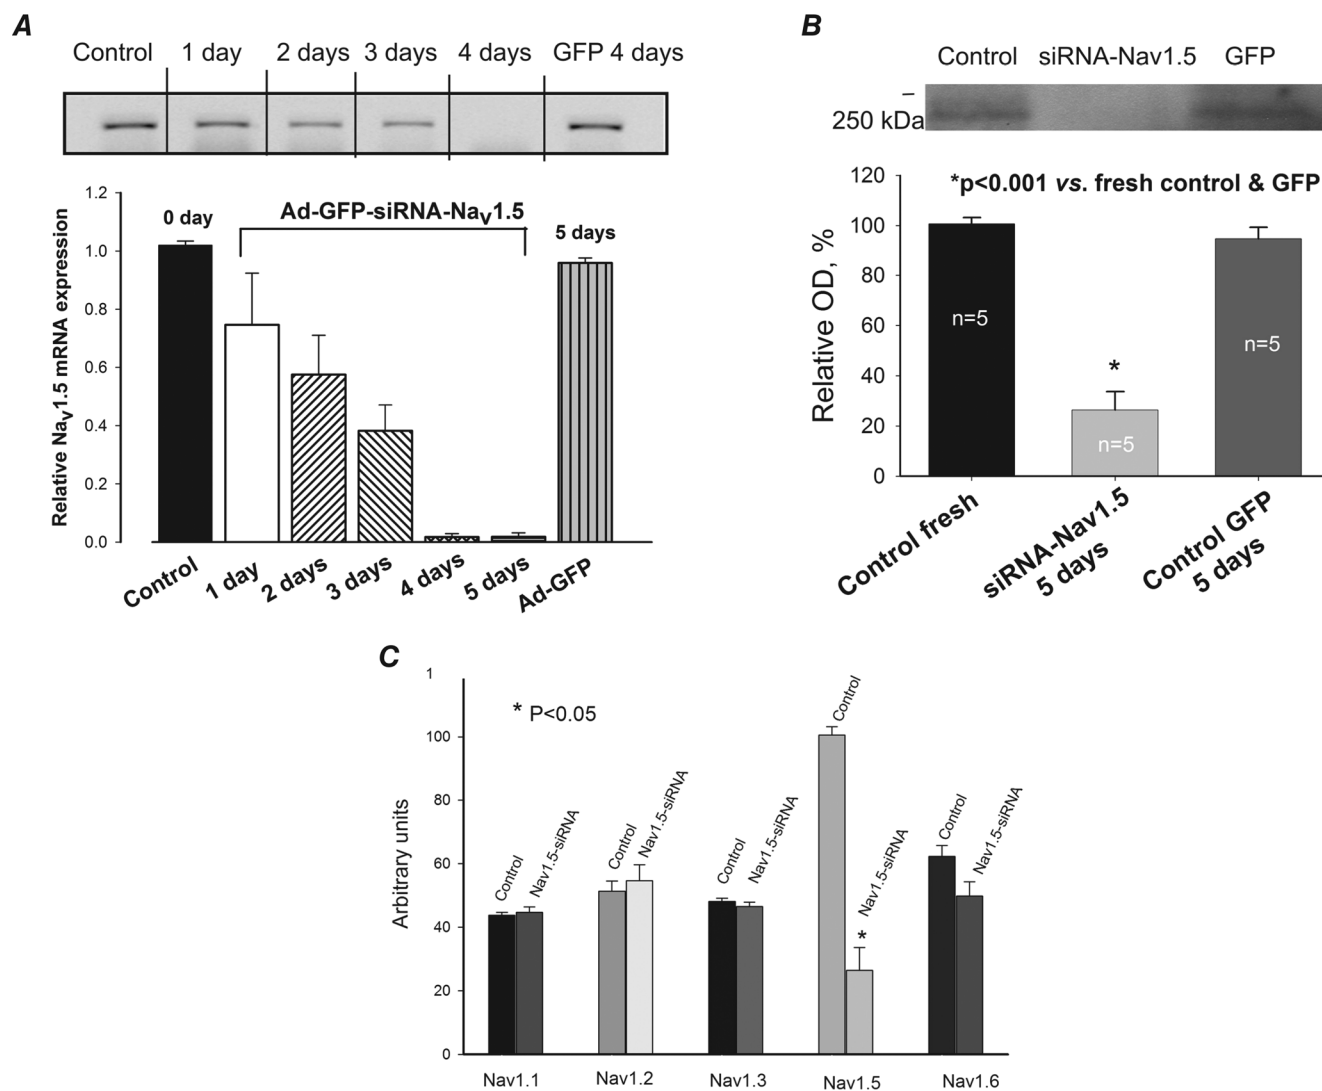 A
Control 1 day 2 days 3 days 4 days GFP 4 days
Relative Nav1.5 mRNA expression
1.2
1.0
0.8
0.6
0.4
0.2
0.0
0 day
Ad-GFP-siRNA-Nav1.5
5 days
Control
1 day
2 days
3 days
4 days
5 days
Ad-GFP
B
Control siRNA-Nav1.5 GFP
250 kDa
*p<0.001 vs. fresh control & GFP
Relative OD, %
120
100
80
60
40
20
0
n=5
*
n=5
n=5
Control fresh
siRNA-Nav1.5
5 days
Control GFP
5 days
C
Arbitrary units
1
100
80
60
40
20
0
* P<0.05
Control
Nav1.5-siRNA
Control
Nav1.5-siRNA
Control
Nav1.5-siRNA
Control
Nav1.5-siRNA
*
Control
Nav1.5-siRNA
Nav1.1 Nav1.2 Nav1.3 Nav1.5 Nav1.6